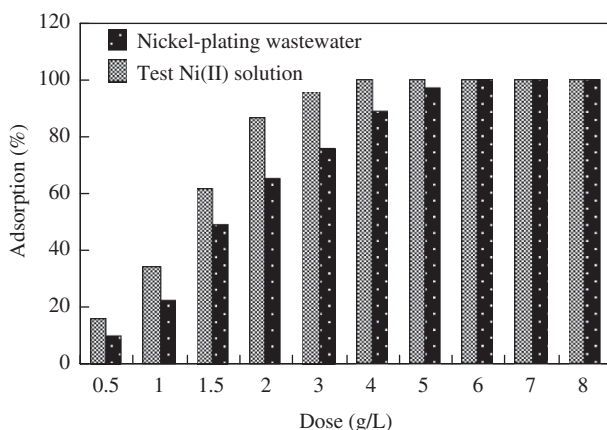 120
100
80
60
40
20
0
Adsorption (%)
Nickel-plating wastewater
Test Ni(II) solution
0.5 1 1.5 2 3 4 5 6 7 8
Dose (g/L)